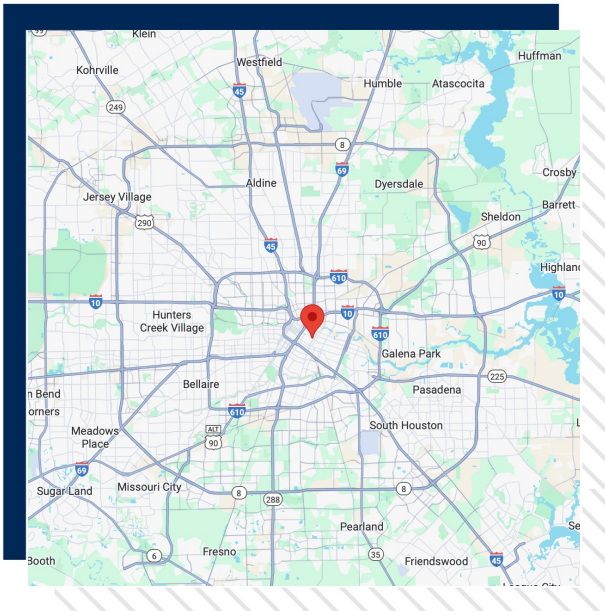 99
Klein
Westfield
Huffman
Kohrville
45
Humble
Atascocita
249
8
69
Crosby
Aldine
Dyersdale
Jersey Village
Barrett
290
Sheldon
90
45
Highlan
610
10
10
10
Hunters
Creek Village
610
Galena Park
225
n Bend
orners
Bellaire
Pasadena
610
ALT
90
South Houston
Meadows
Place
69
Sugar Land
Missouri City
8
8
288
Pearland
Se
6
Fresno
35
Booth
Friendswood
45